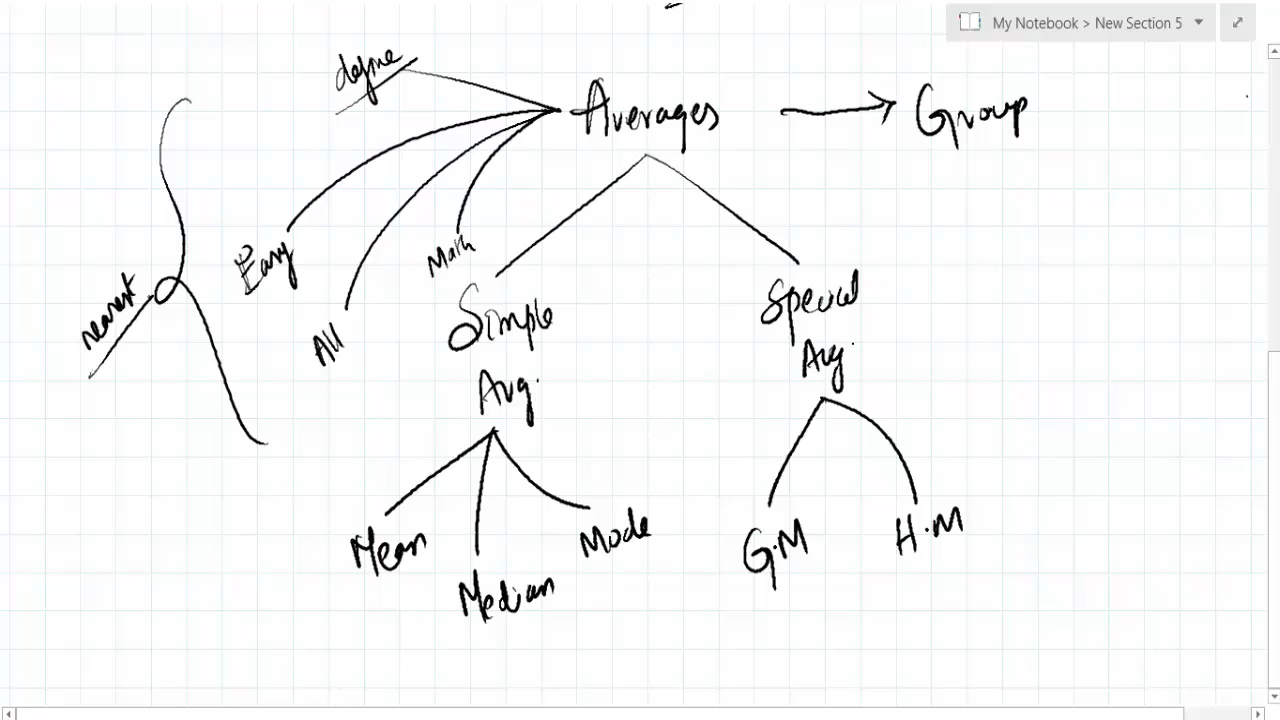 My Notebook > New Section 5
define
Averages
Group
Easy
Math
nearest
All
Simple
Avg.
Special
Avg.
Mean
Median
Mode
G.M
H.M